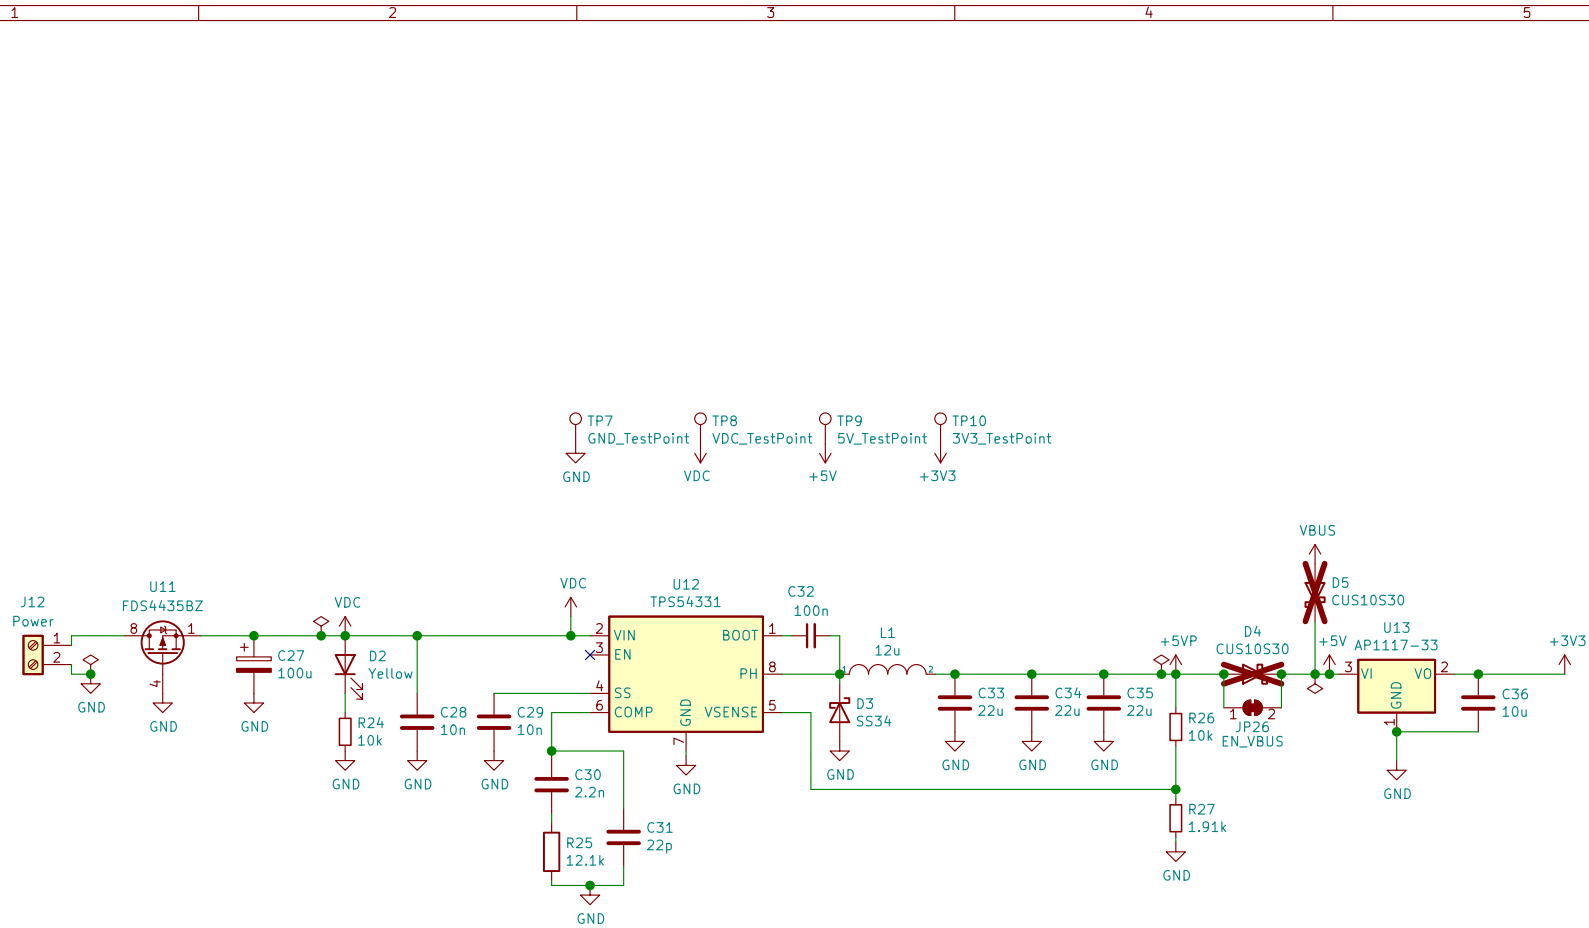 1 2 3 4 5
TP7
GND_TestPoint
GND
TP8
VDC_TestPoint
VDC
TP9
5V_TestPoint
+5V
TP10
3V3_TestPoint
+3V3
J12
Power
1
2
GND
U11
FDS4435BZ
8
1
4
GND
+
C27
100u
GND
VDC
D2
Yellow
R24
10k
GND
C28
10n
GND
C29
10n
GND
VDC
U12
TPS54331
2 VIN
3 EN
4 SS
6 COMP
BOOT 1
PH 8
VSENSE 5
GND
7
GND
C30
2.2n
R25
12.1k
C31
22p
GND
C32
100n
L1
12u
1 2
D3
SS34
GND
C33
22u
GND
C34
22u
GND
C35
22u
GND
+5VP
R26
10k
R27
1.91k
GND
D4
CUS10S30
1 2
JP26
EN_VBUS
VBUS
D5
CUS10S30
+5V
U13
AP1117-33
3 VI
VO 2
GND
1
GND
C36
10u
+3V3